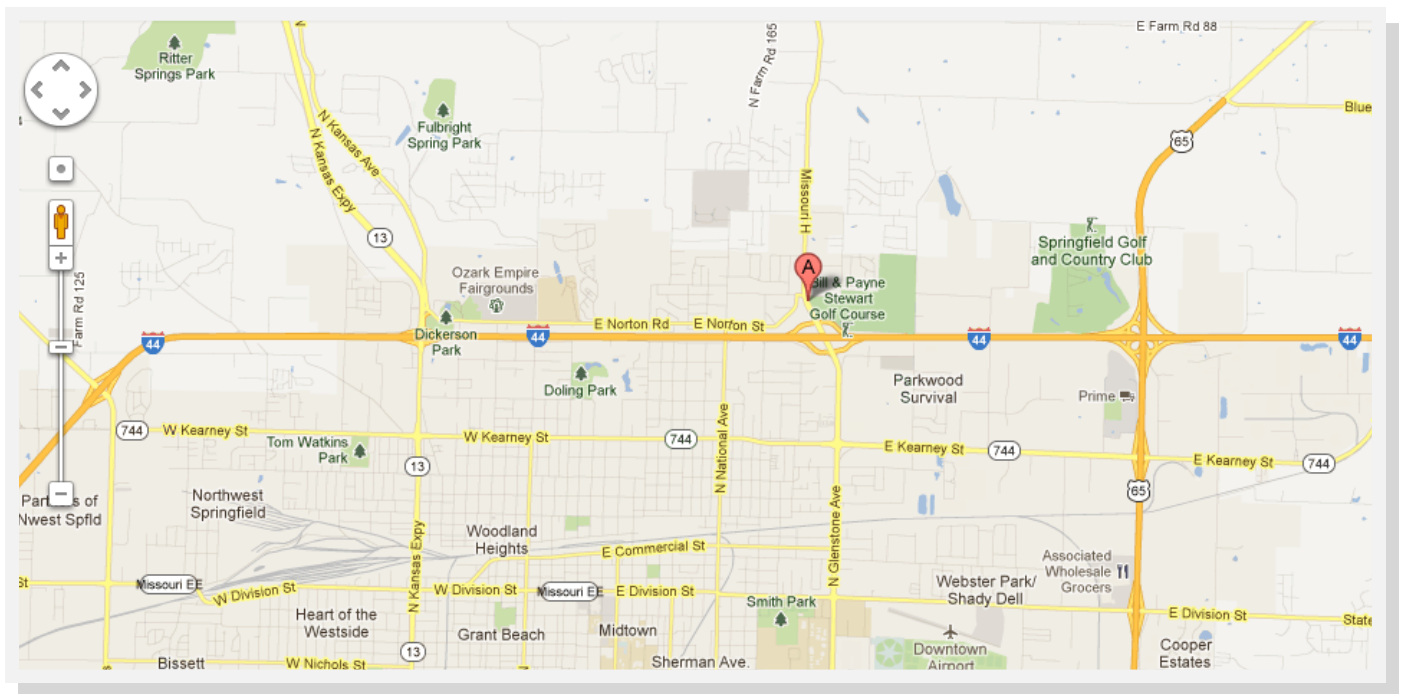 E Farm Rd 88
N Farm Rd 165
Ritter
Springs Park
N Kansas Ave
N Kansas Expy
Fulbright
Spring Park
Blue
65
Missouri H
13
Springfield Golf
and Country Club
Ozark Empire
Fairgrounds
A
Bill & Payne
Stewart
Golf Course
Farm Rd 125
E Norton Rd
E Norton St
Dickerson
Park
44
44
44
44
Doling Park
Parkwood
Survival
Prime
744
W Kearney St
Tom Watkins
Park
W Kearney St
744
N National Ave
E Kearney St
744
E Kearney St
744
13
65
Northwest
Springfield
s of
Nwest Spfld
N Glenstone Ave
Woodland
Heights
E Commercial St
N Kansas Expy
Associated
Wholesale
Grocers
St
Missouri EE
W Division St
W Division St
Missouri EE
E Division St
Webster Park/
Shady Dell
Smith Park
E Division St
State
Heart of the
Westside
Grant Beach
Midtown
Downtown
Airport
Cooper
Estates
13
Bissett
W Nichols St
Sherman Ave.